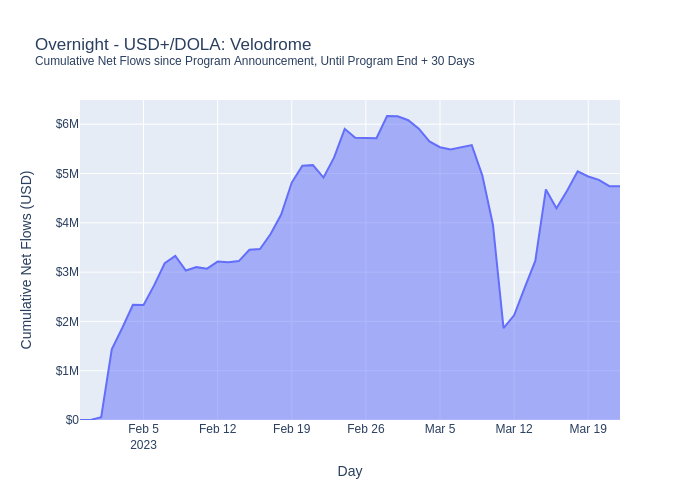 Overnight - USD+/DOLA: Velodrome
Cumulative Net Flows since Program Announcement, Until Program End + 30 Days
Cumulative Net Flows (USD)
$6M
$5M
$4M
$3M
$2M
$1M
$0
Feb 5
2023
Feb 12
Feb 19
Feb 26
Mar 5
Mar 12
Mar 19
Day